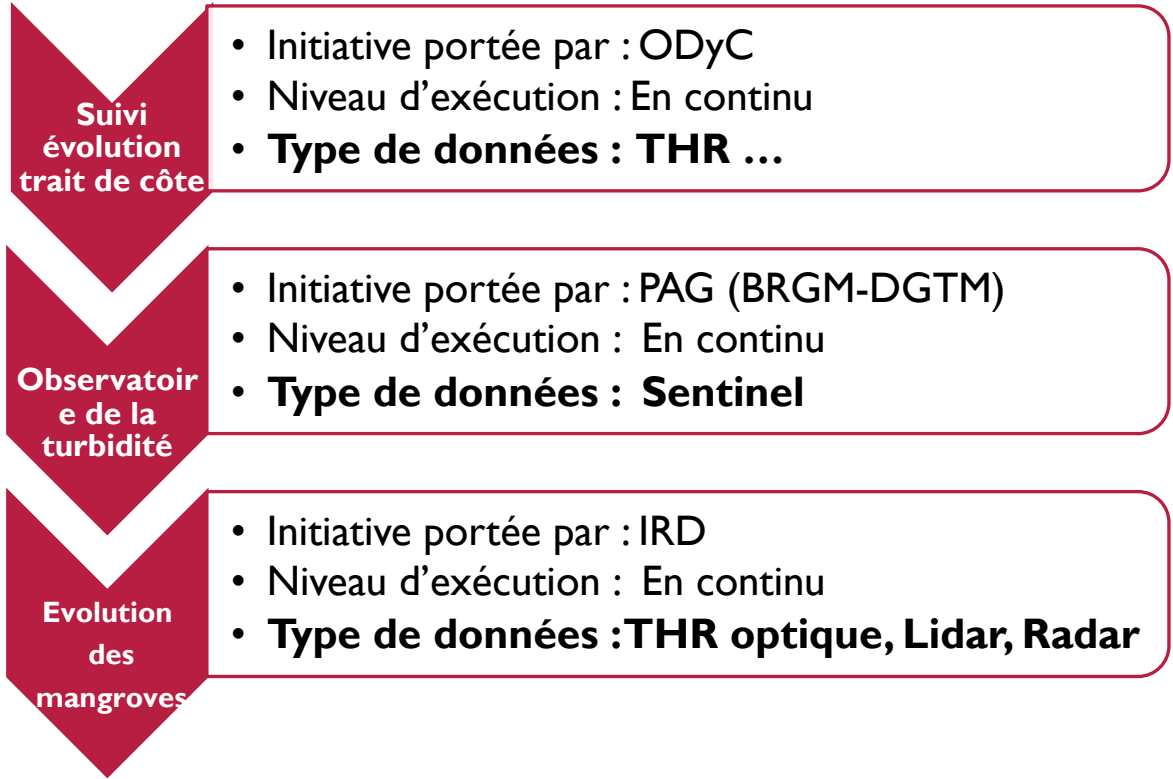 Suivi
évolution
trait de côte
• Initiative portée par : ODyC
• Niveau d’exécution : En continu
• Type de données : THR …
Observatoir
e de la
turbidité
• Initiative portée par : PAG (BRGM-DGTM)
• Niveau d’exécution : En continu
• Type de données : Sentinel
Evolution
des
mangroves
• Initiative portée par : IRD
• Niveau d’exécution : En continu
• Type de données : THR optique, Lidar, Radar